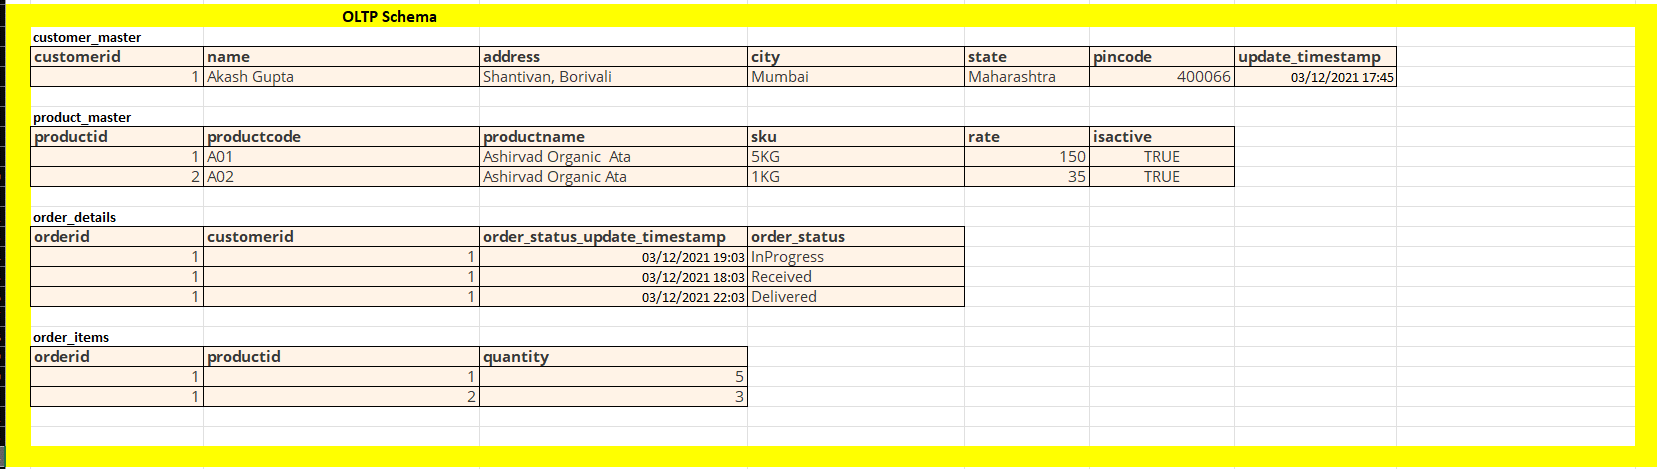 OLTP Schema
customer_master
customerid name address city state pincode update_timestamp
1 Akash Gupta Shantivan, Borivali Mumbai Maharashtra 400066 03/12/2021 17:45
product_master
productid productcode productname sku rate isactive
1 A01 Ashirvad Organic  Ata 5KG 150 TRUE
2 A02 Ashirvad Organic Ata 1KG 35 TRUE
order_details
orderid customerid order_status_update_timestamp order_status
1 1 03/12/2021 19:03 InProgress
1 1 03/12/2021 18:03 Received
1 1 03/12/2021 22:03 Delivered
order_items
orderid productid quantity
1 1 5
1 2 3